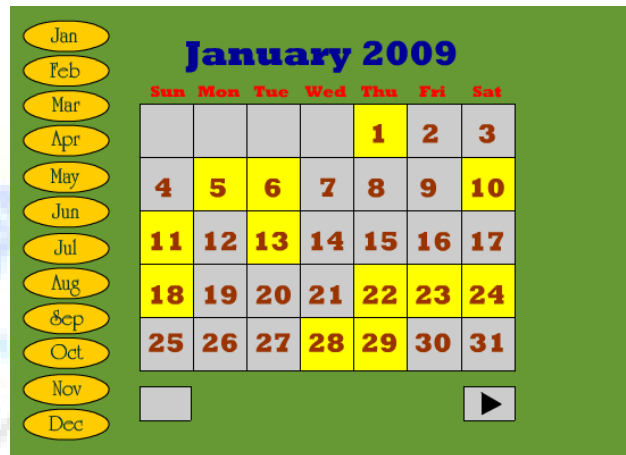 Jan
Feb
Mar
Apr
May
Jun
Jul
Aug
Sep
Oct
Nov
Dec
January 2009
Sun Mon Tue Wed Thu Fri Sat
1 2 3
4 5 6 7 8 9 10
11 12 13 14 15 16 17
18 19 20 21 22 23 24
25 26 27 28 29 30 31